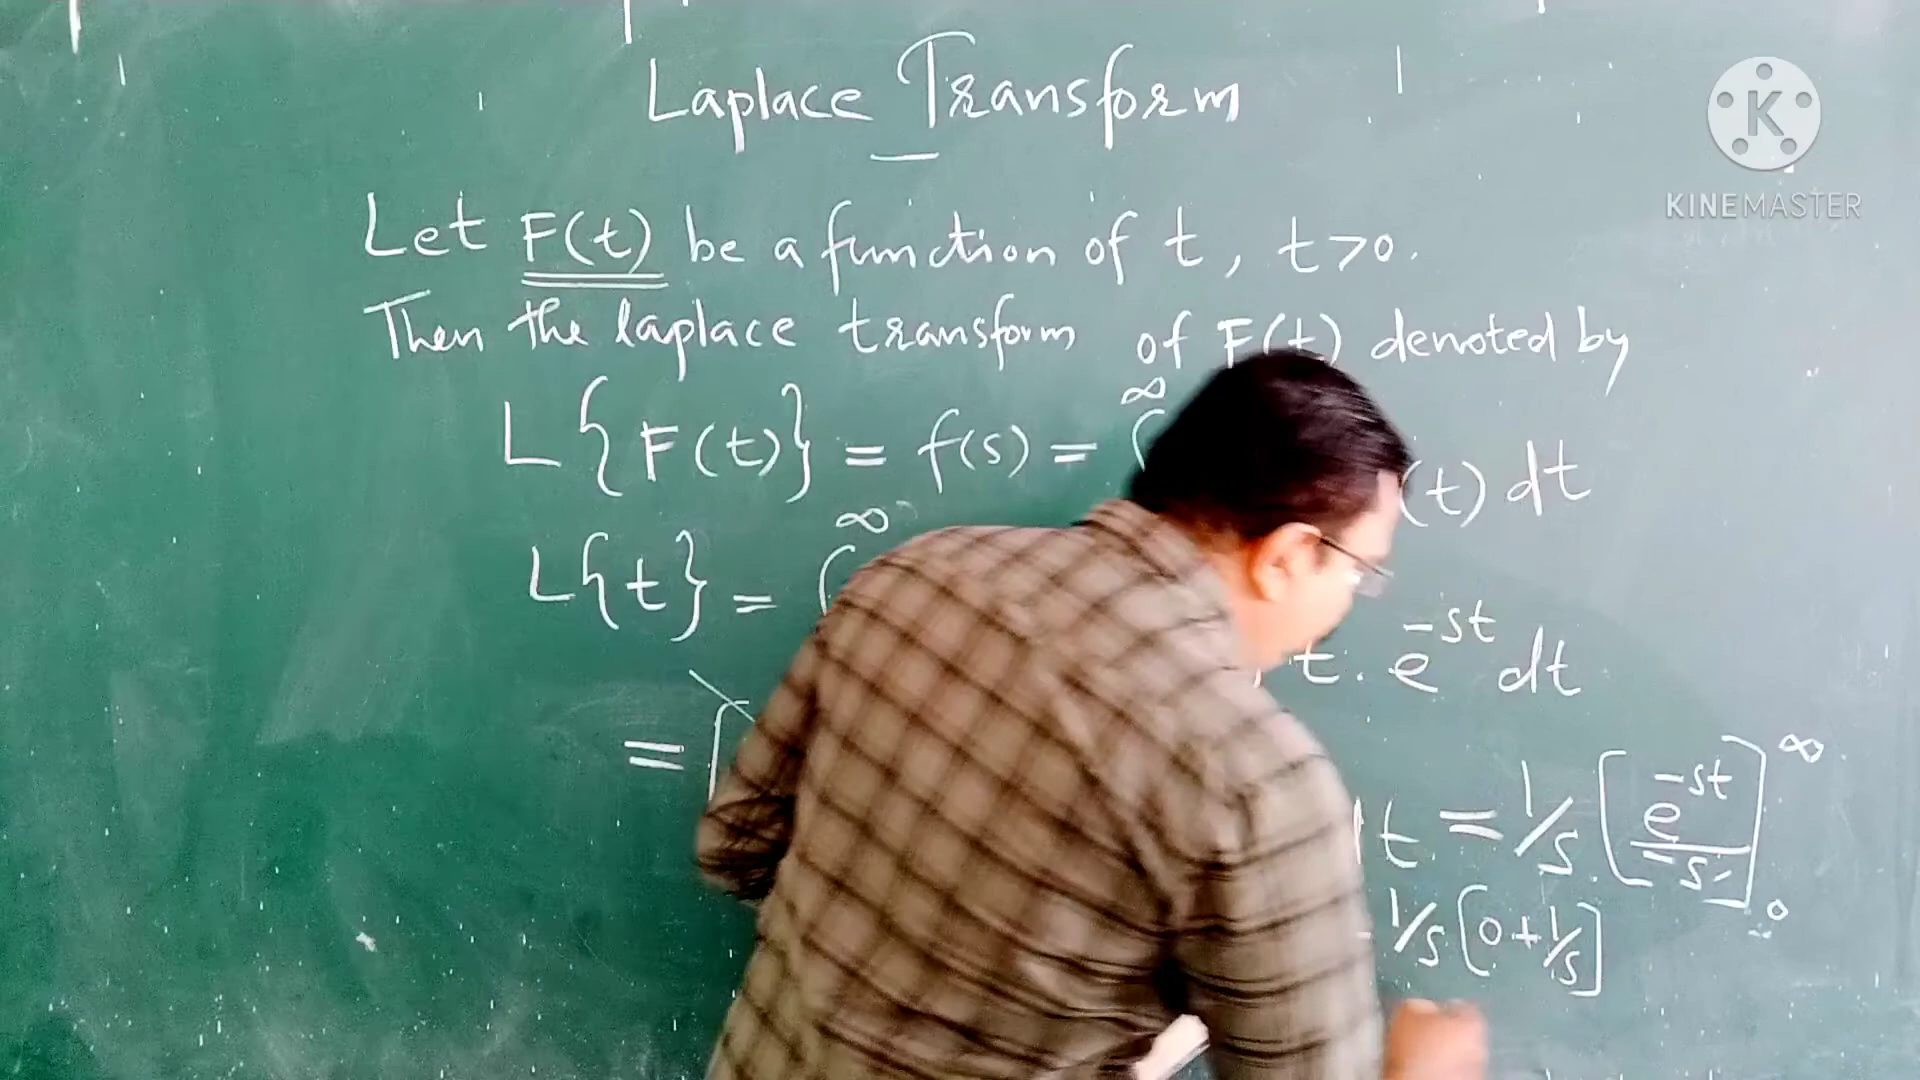 Laplace Transform
KINEMASTER
Let F(t) be a function of t, t>0.
Then the laplace transform of F(t) denoted by
L{F(t)} = f(s) = ∞ (t) dt
L{t} = ∞
t. e^-st dt
= [ t = 1/s [e^-st/-s]^∞_0
1/s [0+1/s]